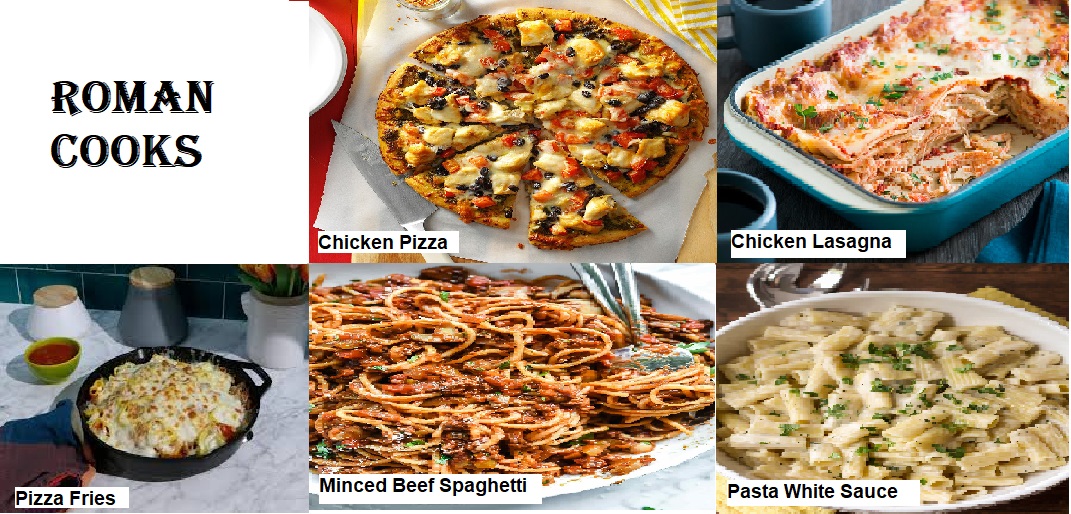 ROMAN
COOKS
Chicken Pizza
Chicken Lasagna
Pizza Fries
Minced Beef Spaghetti
Pasta White Sauce